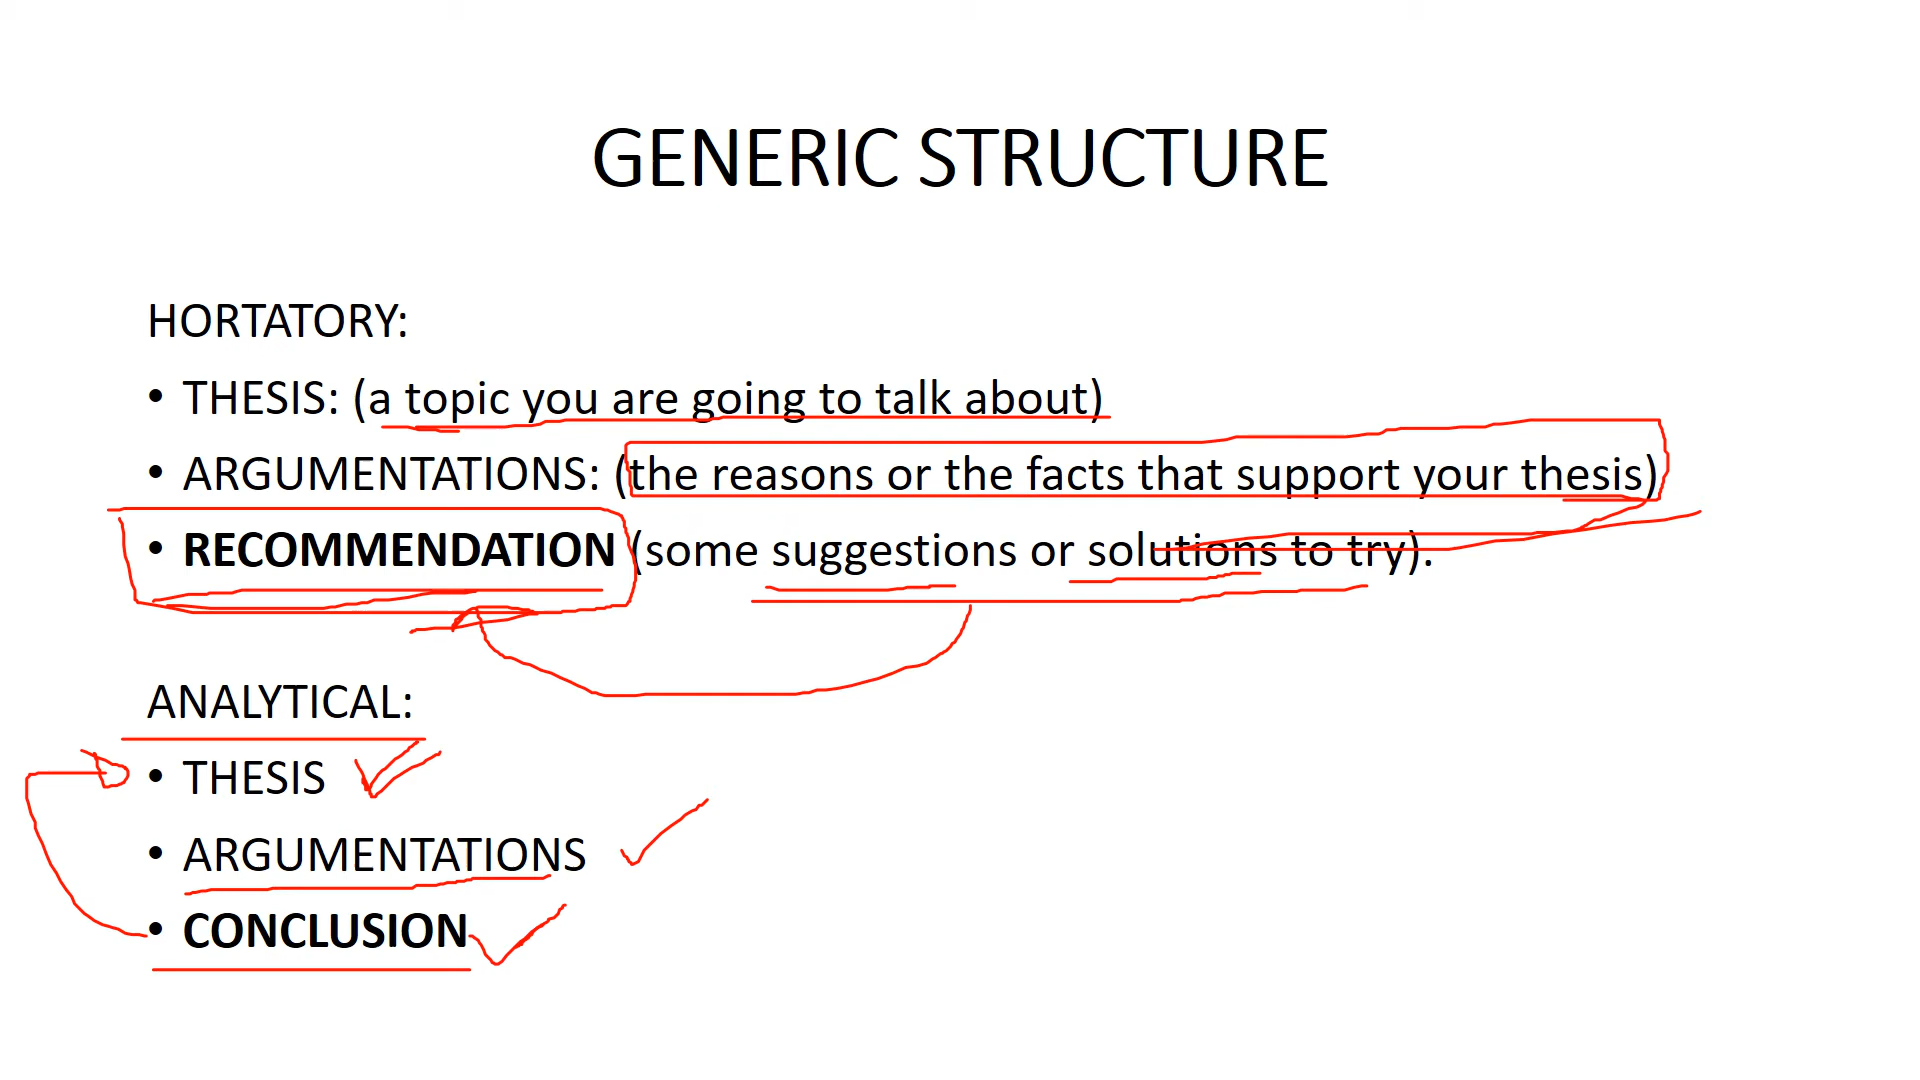 GENERIC STRUCTURE
HORTATORY:
• THESIS: (a topic you are going to talk about)
• ARGUMENTATIONS: (the reasons or the facts that support your thesis)
• RECOMMENDATION (some suggestions or solutions to try).
ANALYTICAL:
• THESIS
• ARGUMENTATIONS
• CONCLUSION